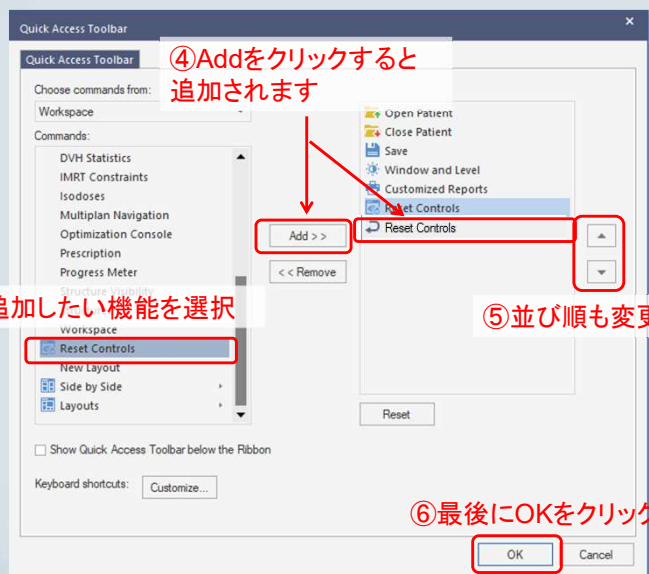 Quick Access Toolbar
Quick Access Toolbar
④Addをクリックすると
追加されます
Choose commands from:
Workspace
Commands:
DVH Statistics
IMRT Constraints
Isodoses
Multiplan Navigation
Optimization Console
Prescription
Progress Meter
Structure Visibility
追加したい機能を選択
Workspace
Reset Controls
New Layout
Side by Side
Layouts
Add >>
<< Remove
Open Patient
Close Patient
Save
Window and Level
Customized Reports
Reset Controls
Reset Controls
⑤並び順も変更
Reset
Show Quick Access Toolbar below the Ribbon
Keyboard shortcuts:
Customize...
⑥最後にOKをクリック
OK
Cancel